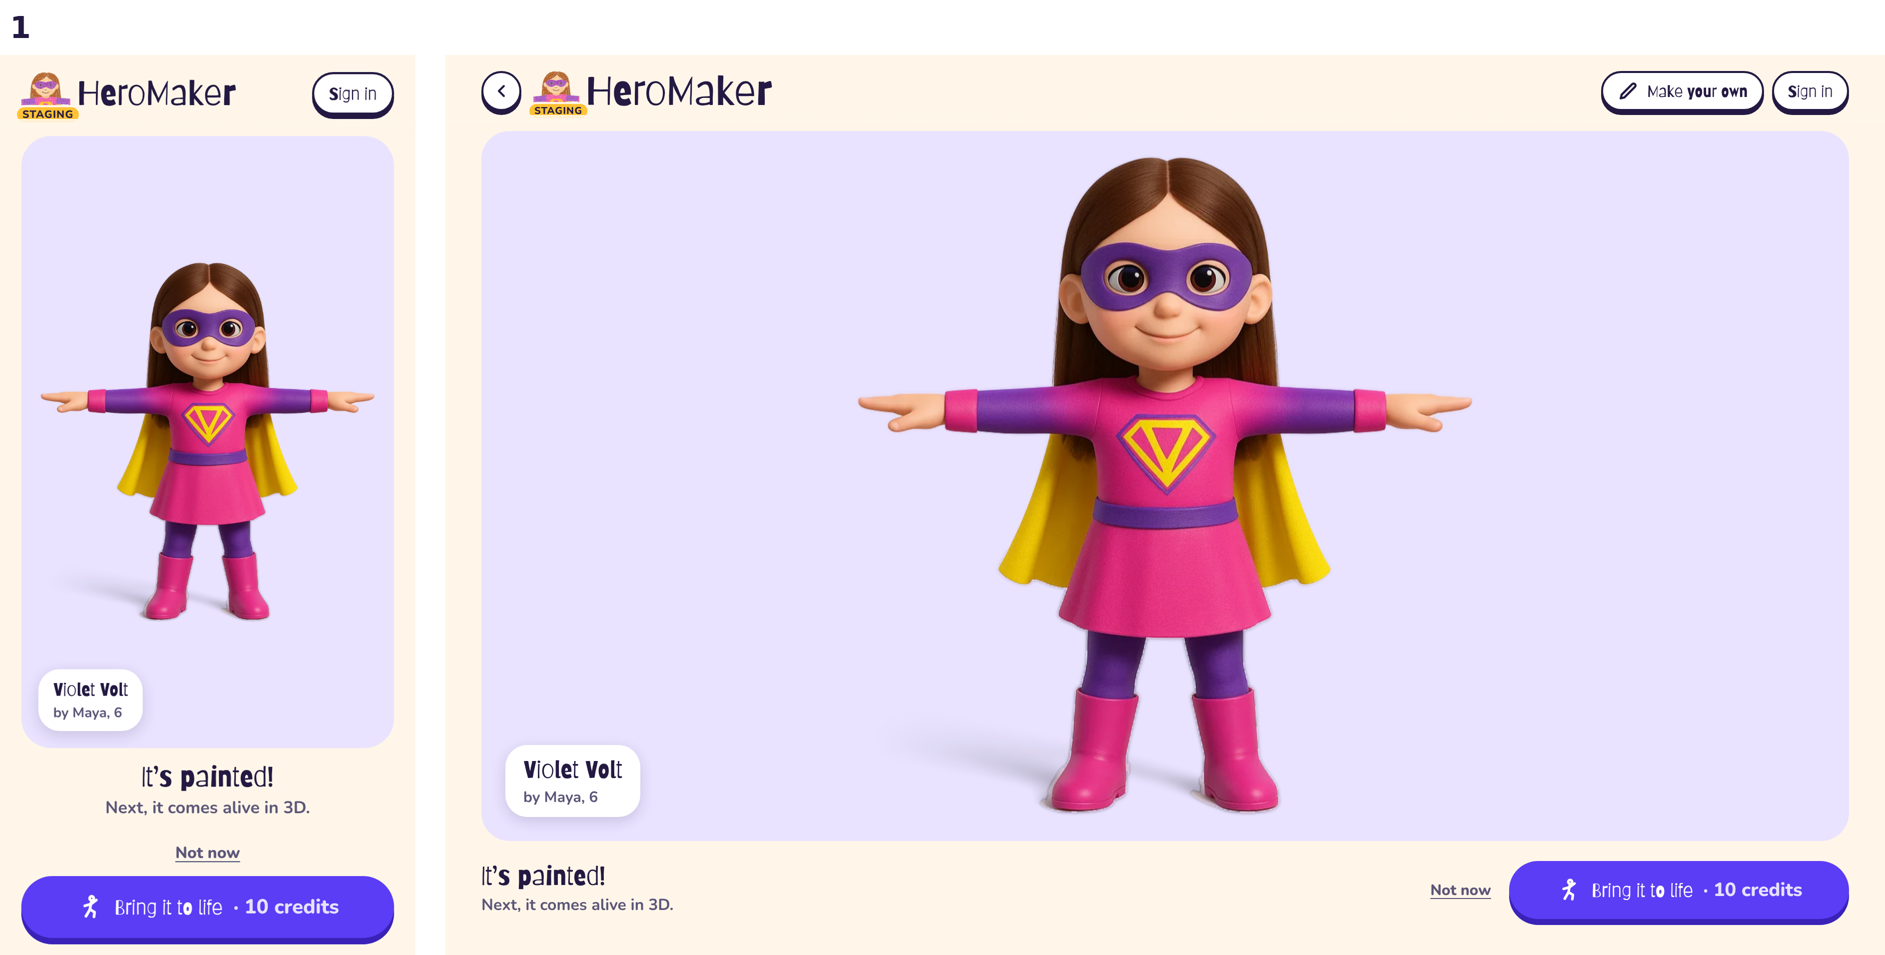 1
HeroMaker
STAGING
Sign in
Violet Volt
by Maya, 6
It's painted!
Next, it comes alive in 3D.
Not now
Bring it to life · 10 credits
HeroMaker
STAGING
Make your own
Sign in
V
Violet Volt
by Maya, 6
It's painted!
Next, it comes alive in 3D.
Not now
Bring it to life · 10 credits